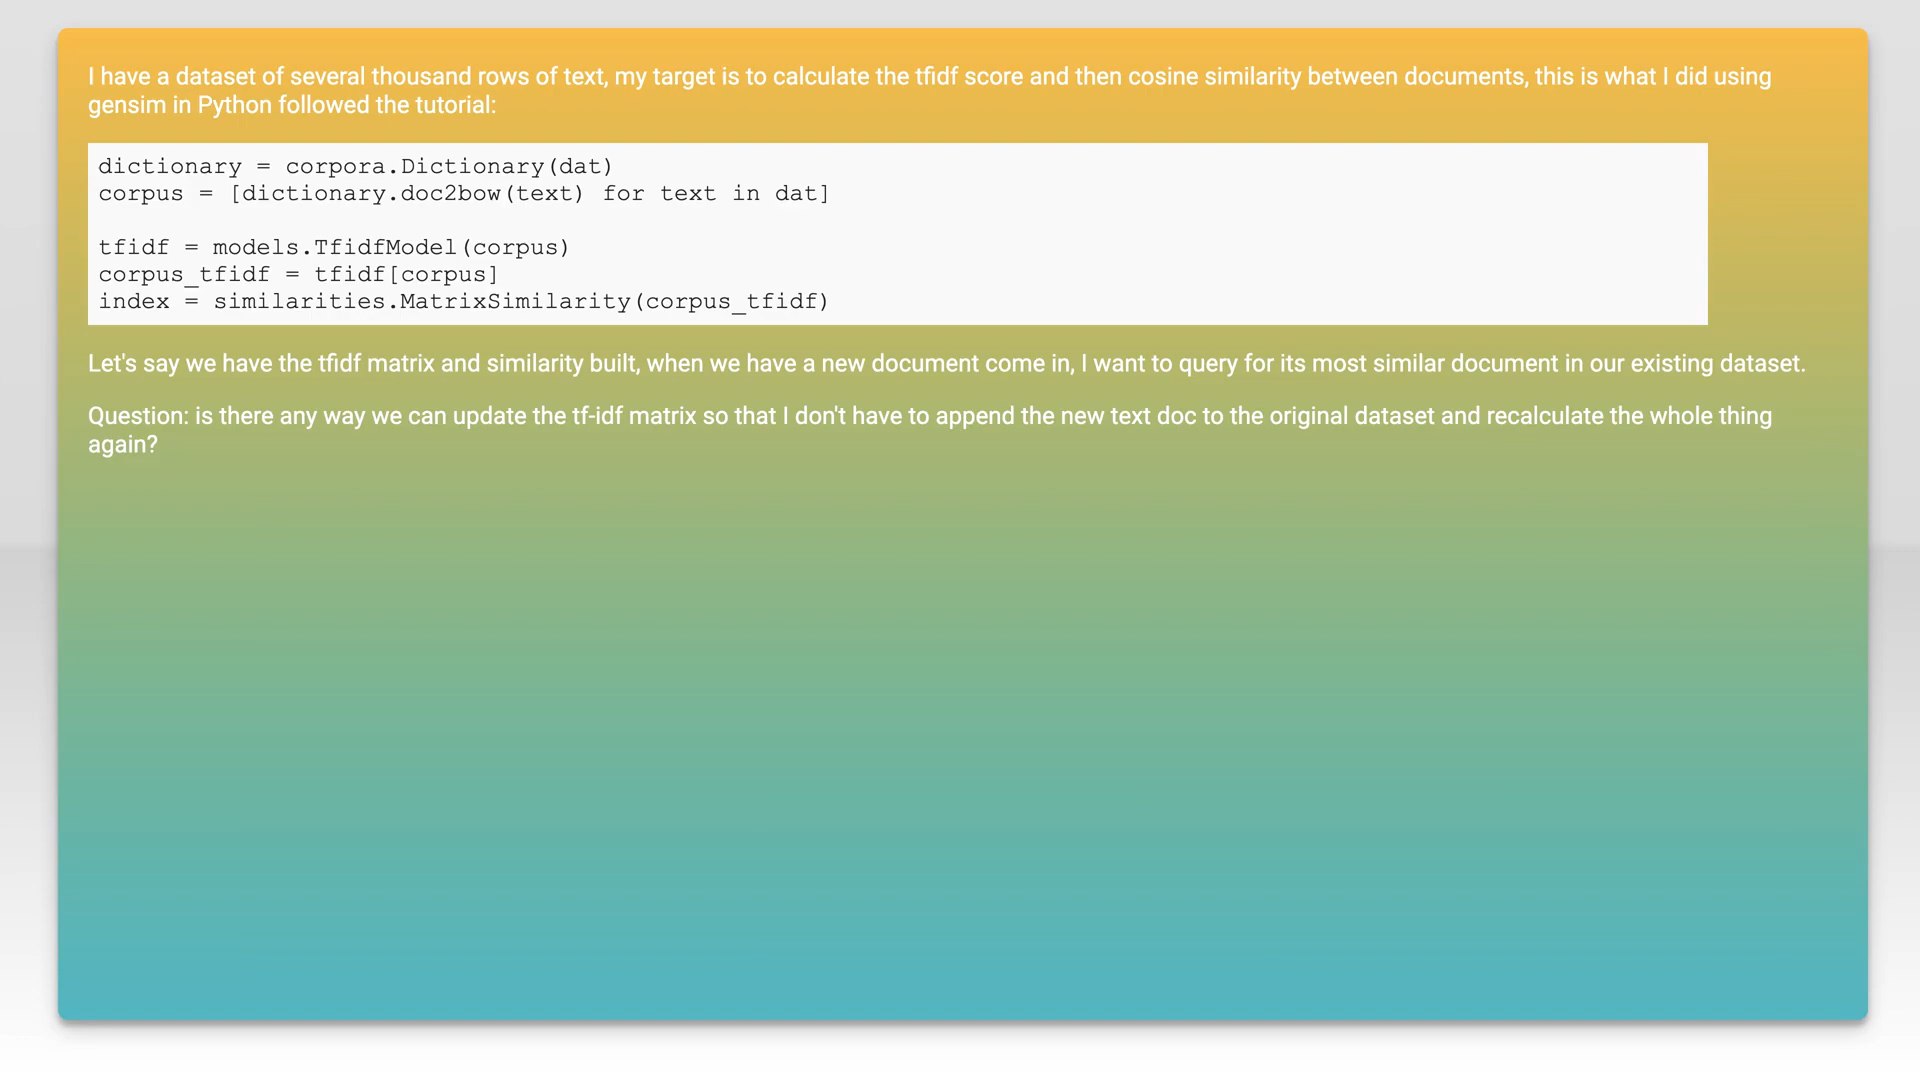 I have a dataset of several thousand rows of text, my target is to calculate the tfidf score and then cosine similarity between documents, this is what I did using
gensim in Python followed the tutorial:
dictionary = corpora.Dictionary(dat)
corpus = [dictionary.doc2bow(text) for text in dat]
tfidf = models.TfidfModel(corpus)
corpus_tfidf = tfidf[corpus]
index = similarities.MatrixSimilarity(corpus_tfidf)
Let's say we have the tfidf matrix and similarity built, when we have a new document come in, I want to query for its most similar document in our existing dataset.
Question: is there any way we can update the tf-idf matrix so that I don't have to append the new text doc to the original dataset and recalculate the whole thing
again?